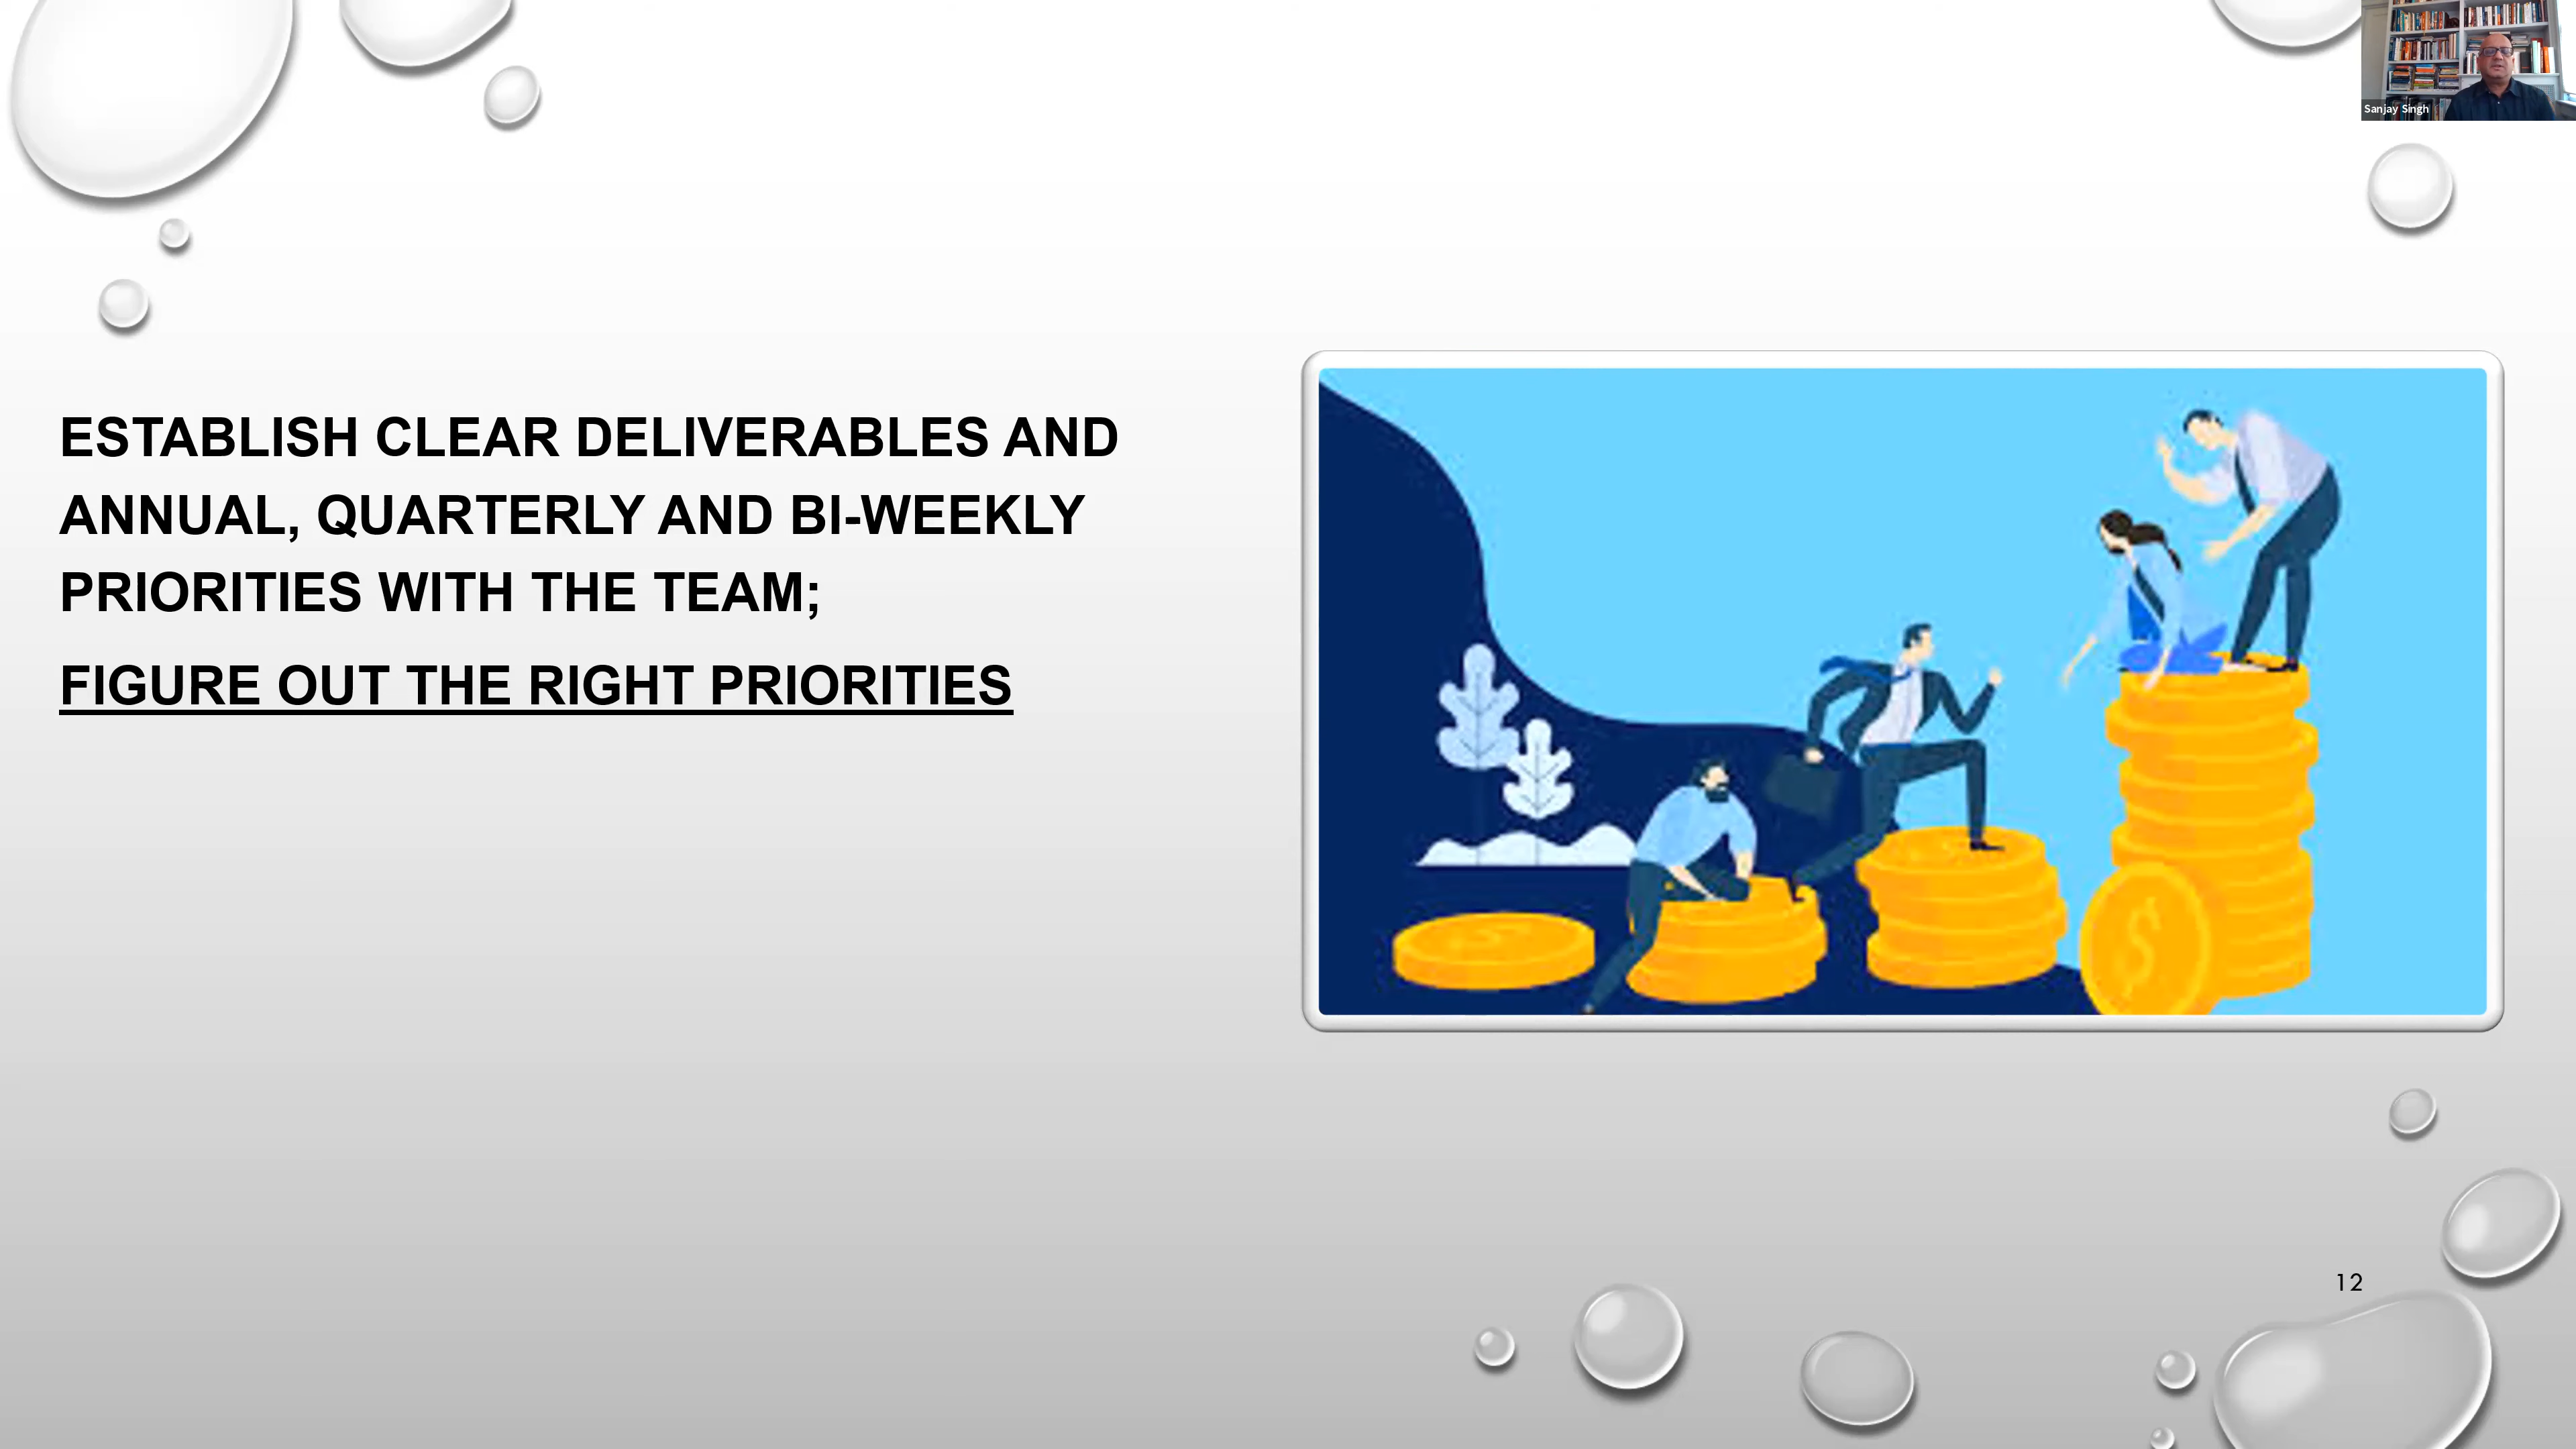 Sanjay Singh
ESTABLISH CLEAR DELIVERABLES AND
ANNUAL, QUARTERLY AND BI-WEEKLY
PRIORITIES WITH THE TEAM;
FIGURE OUT THE RIGHT PRIORITIES
$
12